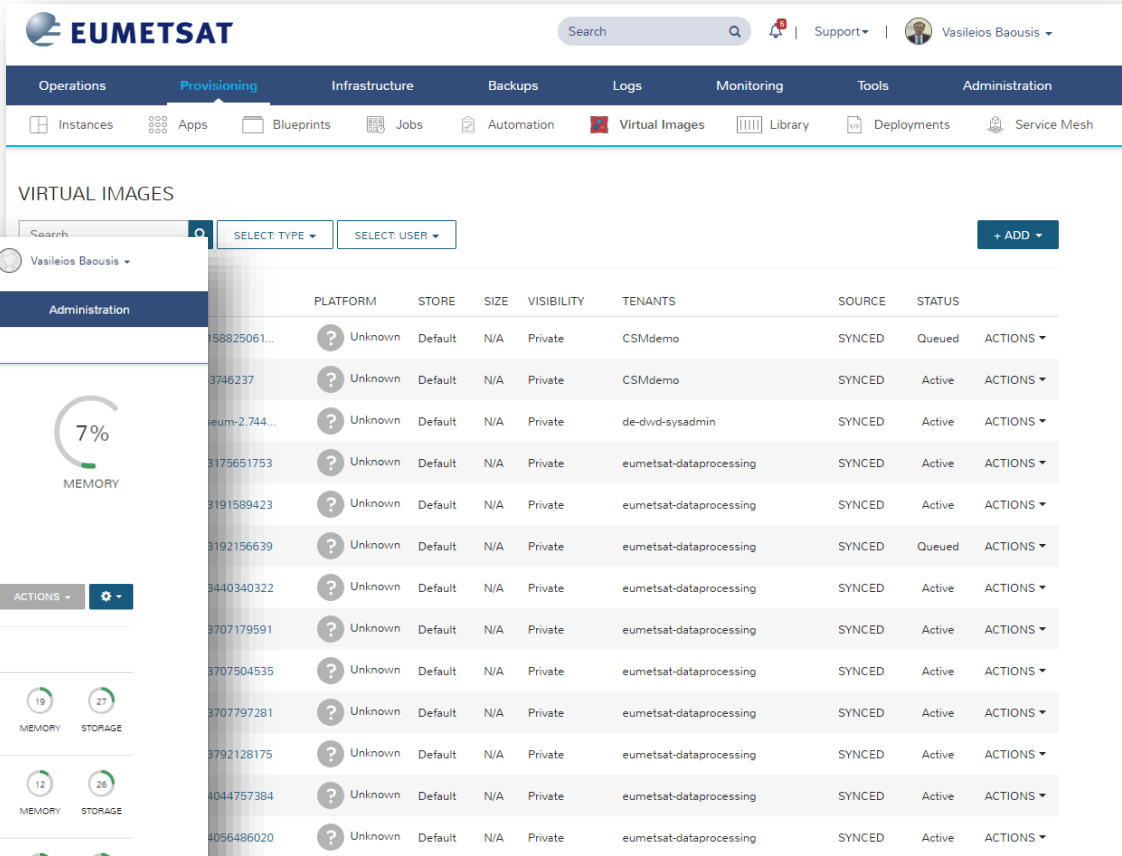 EUMETSAT
Search
5
Support
Vasileios Baousis
Operations Provisioning Infrastructure Backups Logs Monitoring Tools Administration
Instances Apps Blueprints Jobs Automation Virtual Images Library Deployments Service Mesh
VIRTUAL IMAGES
Search SELECT: TYPE SELECT: USER + ADD
Vasileios Baousis
Administration
7%
MEMORY
ACTIONS
19 27
MEMORY STORAGE
12 26
MEMORY STORAGE
PLATFORM STORE SIZE VISIBILITY TENANTS SOURCE STATUS
158825061... ? Unknown Default N/A Private CSMdemo SYNCED Queued ACTIONS
3746237 ? Unknown Default N/A Private CSMdemo SYNCED Active ACTIONS
eum-2.744... ? Unknown Default N/A Private de-dwd-sysadmin SYNCED Active ACTIONS
3175651753 ? Unknown Default N/A Private eumetsat-dataprocessing SYNCED Active ACTIONS
3191589423 ? Unknown Default N/A Private eumetsat-dataprocessing SYNCED Active ACTIONS
3192156639 ? Unknown Default N/A Private eumetsat-dataprocessing SYNCED Queued ACTIONS
3440340322 ? Unknown Default N/A Private eumetsat-dataprocessing SYNCED Active ACTIONS
3707179591 ? Unknown Default N/A Private eumetsat-dataprocessing SYNCED Active ACTIONS
3707504535 ? Unknown Default N/A Private eumetsat-dataprocessing SYNCED Active ACTIONS
3707797281 ? Unknown Default N/A Private eumetsat-dataprocessing SYNCED Active ACTIONS
3792128175 ? Unknown Default N/A Private eumetsat-dataprocessing SYNCED Active ACTIONS
4044757384 ? Unknown Default N/A Private eumetsat-dataprocessing SYNCED Active ACTIONS
4056486020 ? Unknown Default N/A Private eumetsat-dataprocessing SYNCED Active ACTIONS